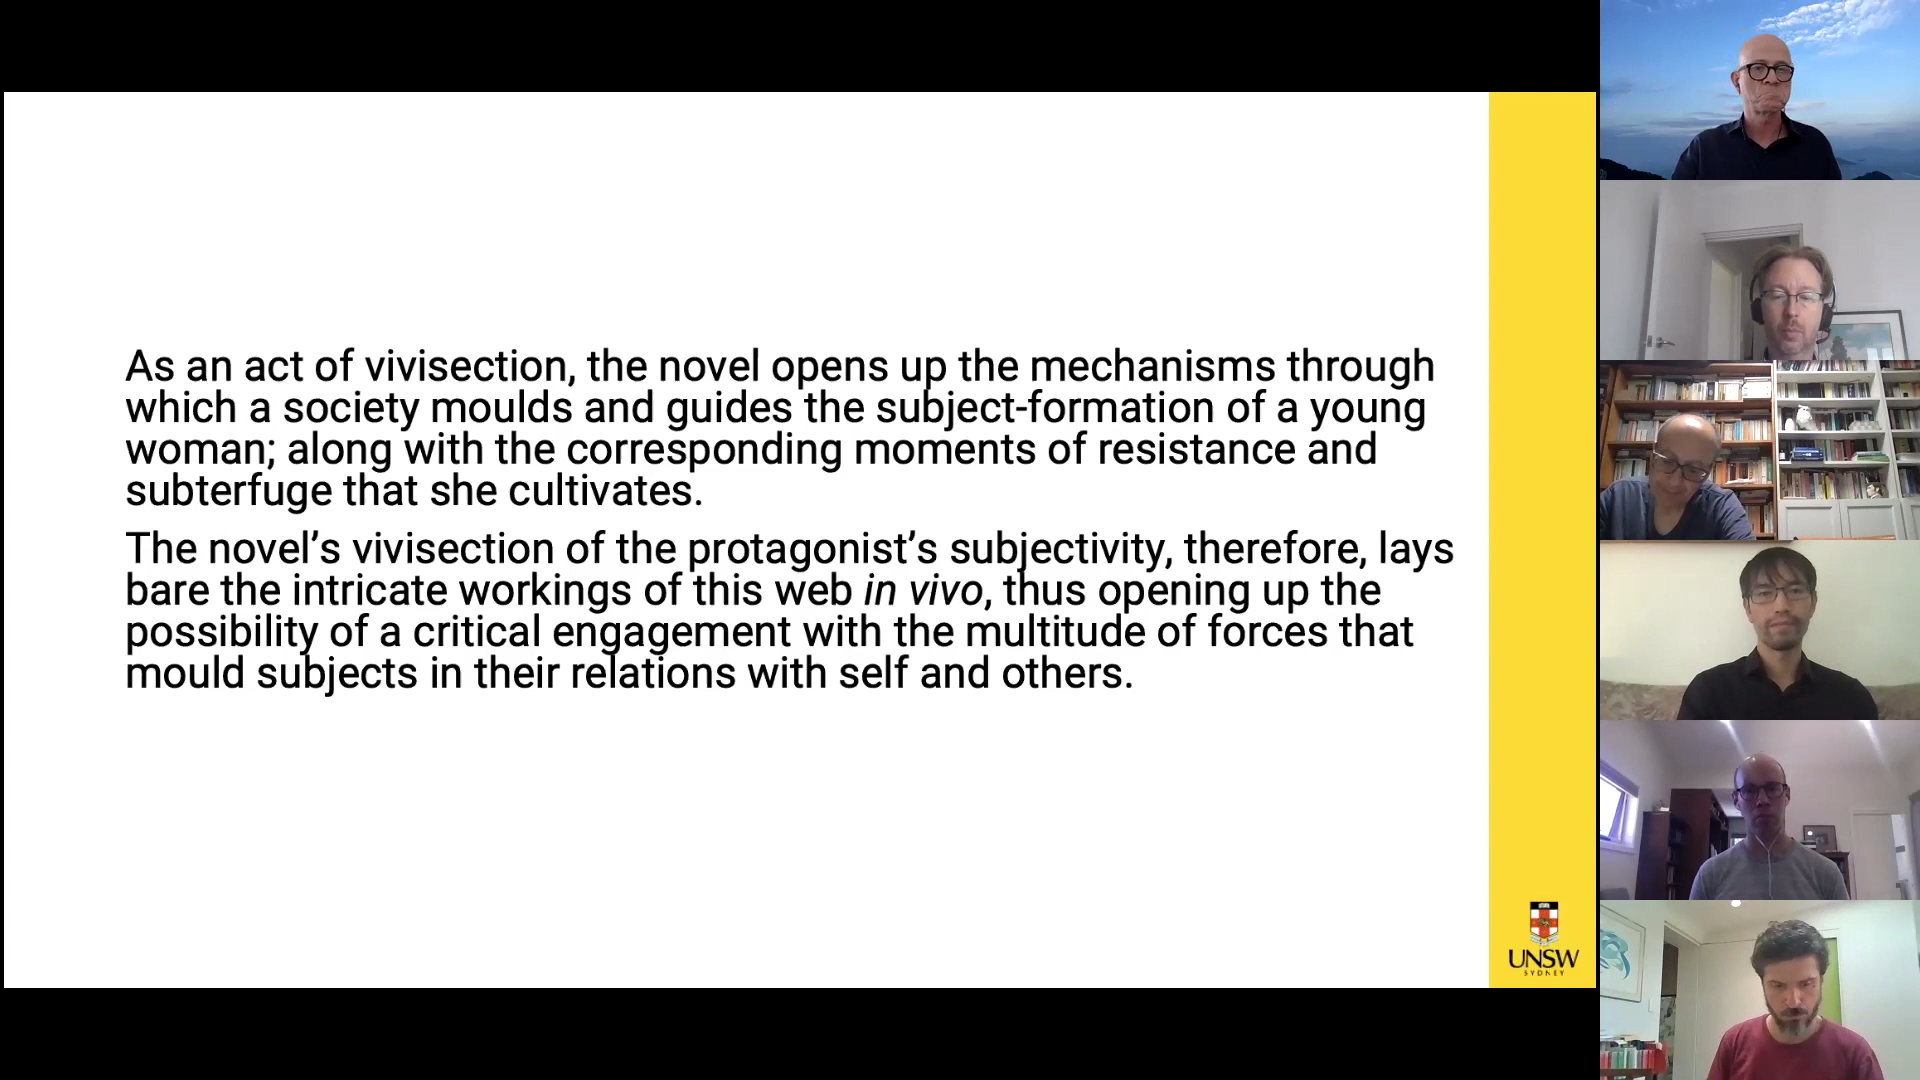 As an act of vivisection, the novel opens up the mechanisms through
which a society moulds and guides the subject-formation of a young
woman; along with the corresponding moments of resistance and
subterfuge that she cultivates.
The novel’s vivisection of the protagonist’s subjectivity, therefore, lays
bare the intricate workings of this web in vivo, thus opening up the
possibility of a critical engagement with the multitude of forces that
mould subjects in their relations with self and others.
UNSW
SYDNEY